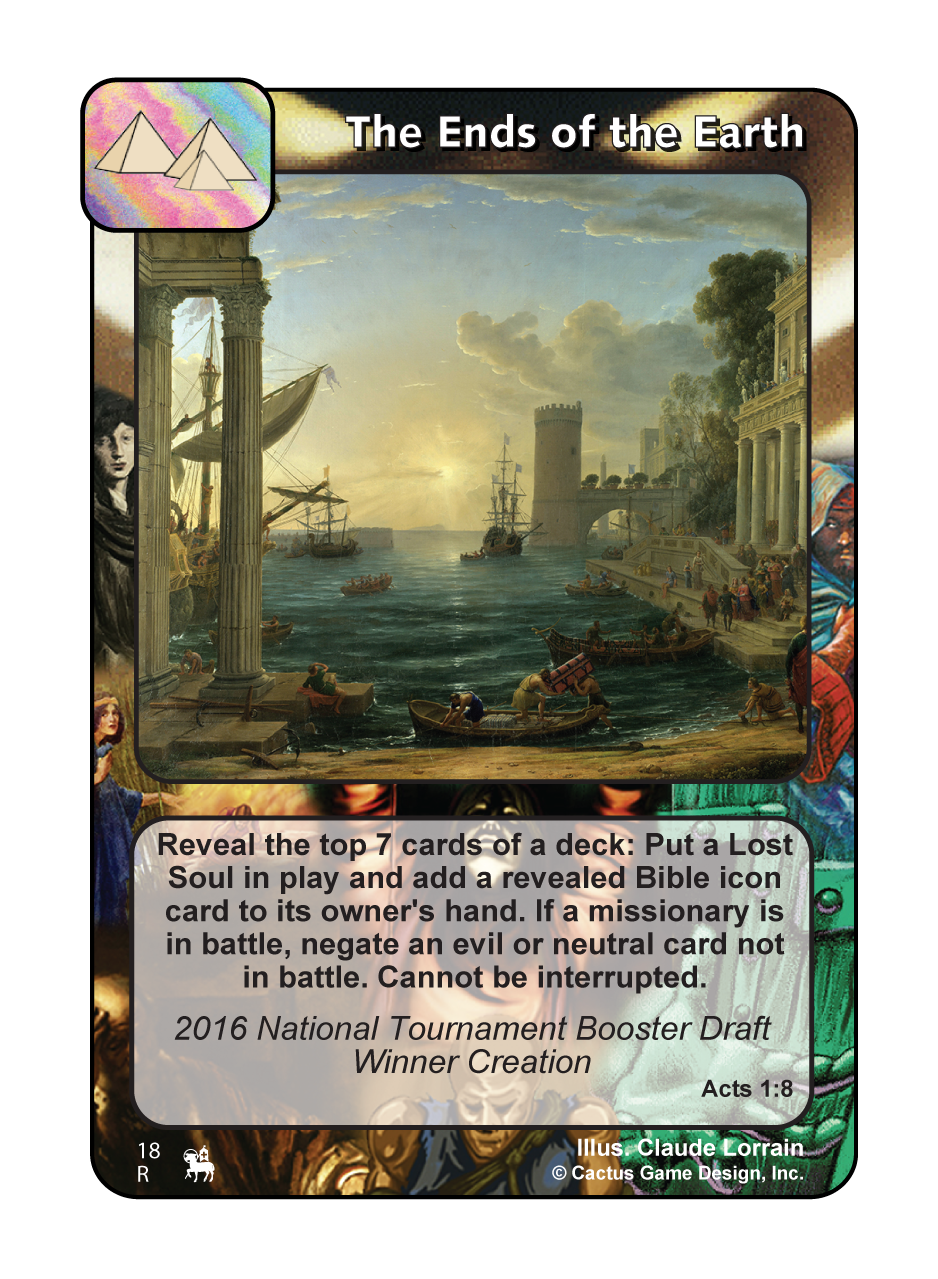 The Ends of the Earth
Reveal the top 7 cards of a deck: Put a Lost
Soul in play and add a revealed Bible icon
card to its owner's hand. If a missionary is
in battle, negate an evil or neutral card not
in battle. Cannot be interrupted.
2016 National Tournament Booster Draft
Winner Creation
Acts 1:8
18
R
Illus. Claude Lorrain
© Cactus Game Design, Inc.